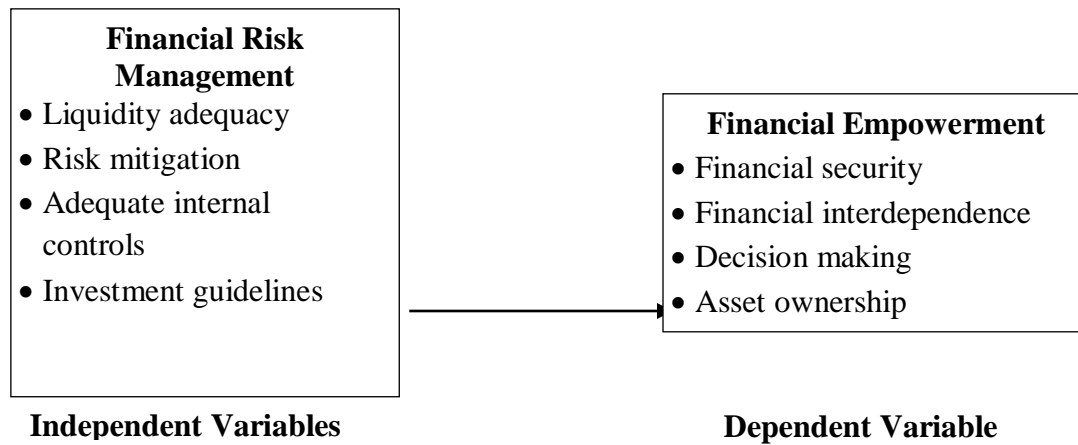 Financial Risk
Management
• Liquidity adequacy
• Risk mitigation
• Adequate internal
controls
• Investment guidelines
Independent Variables
Financial Empowerment
• Financial security
• Financial interdependence
• Decision making
• Asset ownership
Dependent Variable